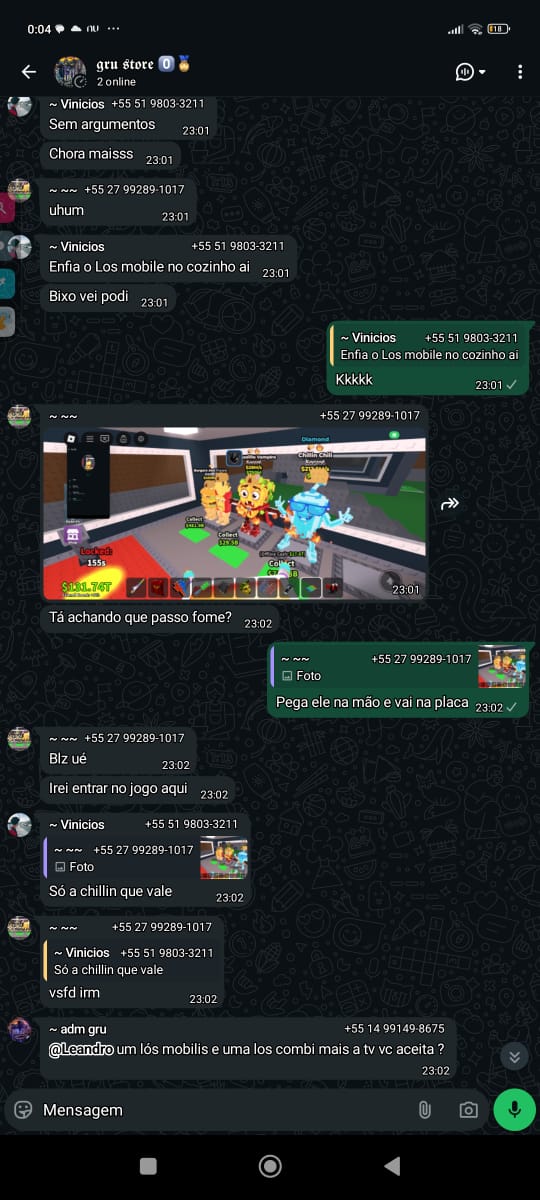 0:04
18
𝖌𝖗𝖚 𝖘𝖙𝖔𝖗𝖊 0
2 online
~ Vinicios +55 51 9803-3211
Sem argumentos 23:01
Chora maisss 23:01
~ ~~ +55 27 99289-1017
uhum 23:01
~ Vinicios +55 51 9803-3211
Enfia o Los mobile no cozinho ai 23:01
Bixo vei podi 23:01
~ Vinicios +55 51 9803-3211
Enfia o Los mobile no cozinho ai
Kkkkk 23:01
~ ~~ +55 27 99289-1017
Diamond
Chillin Chili
Collect
Collect
$29.5B
Collect
Locked:
155s
$131.74T
23:01
Tá achando que passo fome? 23:02
~ ~~ +55 27 99289-1017
Foto
Pega ele na mão e vai na placa 23:02
~ ~~ +55 27 99289-1017
Blz ué 23:02
Irei entrar no jogo aqui 23:02
~ Vinicios +55 51 9803-3211
~ ~~ +55 27 99289-1017
Foto
Só a chillin que vale 23:02
~ ~~ +55 27 99289-1017
~ Vinicios +55 51 9803-3211
Só a chillin que vale
vsfd irm 23:02
~ adm gru +55 14 99149-8675
@Leandro um lós mobilis e uma los combi mais a tv vc aceita ?
23:02
Mensagem